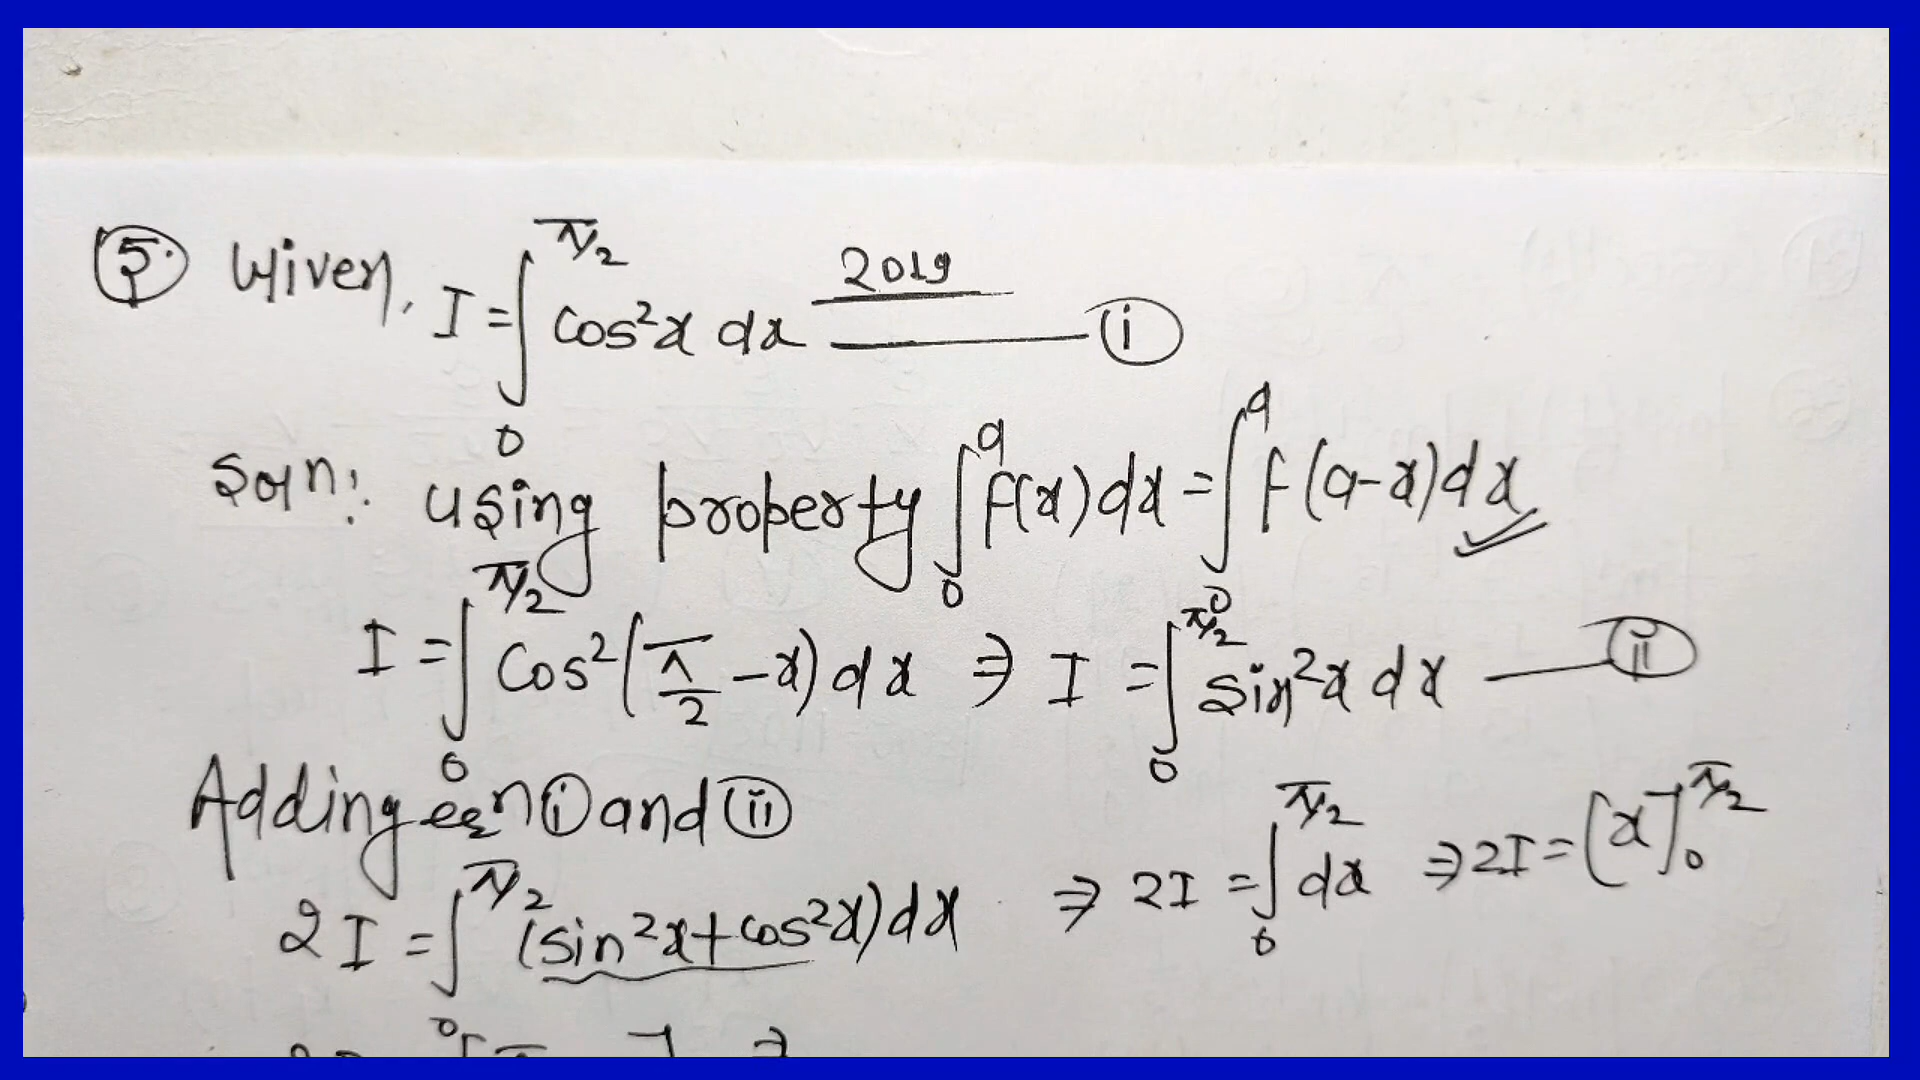 5. Given, I = ∫₀^{π/2} cos²x dx —— (i) 2019
Soln: using property ∫₀^a f(x) dx = ∫₀^a f(a-x) dx
I = ∫₀^{π/2} cos²(π/2 - x) dx ⇒ I = ∫₀^{π/2} sin²x dx —— (ii)
Adding eqn (i) and (ii)
2I = ∫₀^{π/2} (sin²x + cos²x) dx ⇒ 2I = ∫₀^{π/2} dx ⇒ 2I = [x]₀^{π/2}